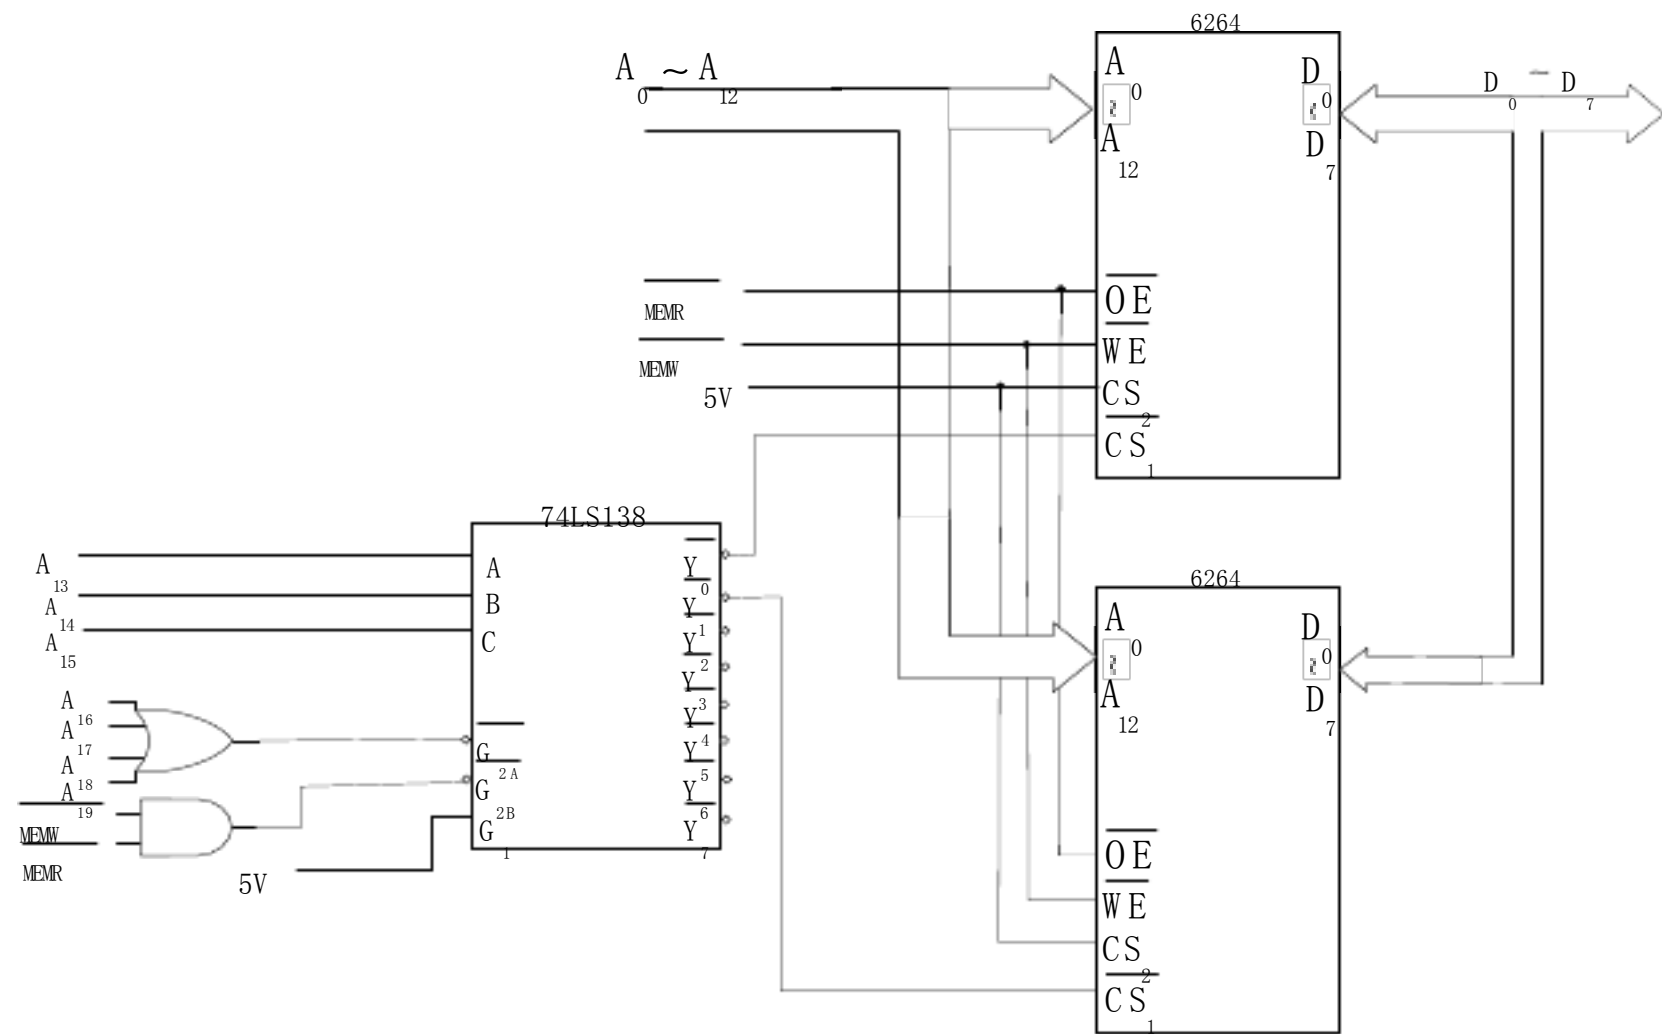 6264
A0 ~ A12
A0
~
A12
D0
~
D7
D0 ~ D7
MEMR
OE
MEMW
WE
5V
CS2
CS1
74LS138
A13
A
Y0
A14
B
Y1
A15
C
Y2
Y3
A16
Y4
A17
G2A
Y5
A18
G2B
Y6
A19
G1
Y7
MEMW
MEMR
5V
6264
A0
~
A12
D0
~
D7
OE
WE
CS2
CS1